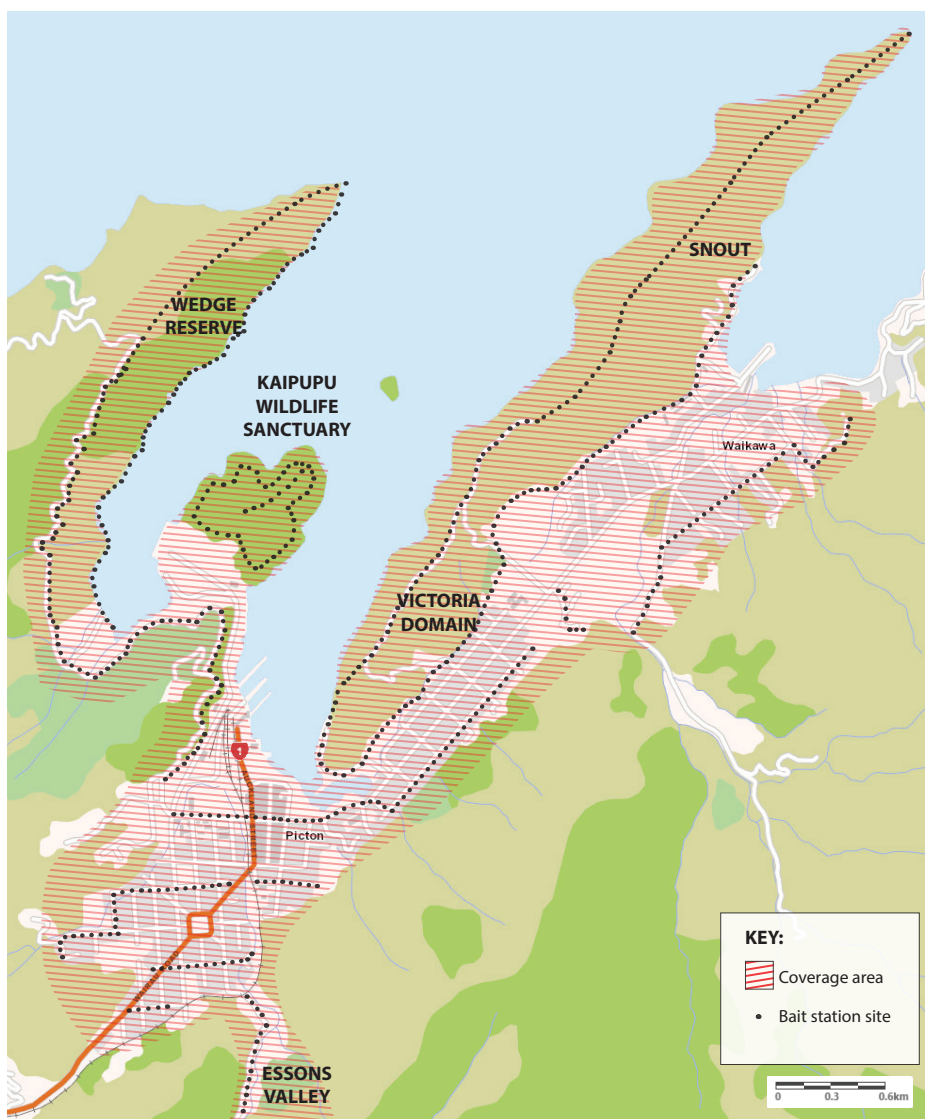 SNOUT
WEDGE
RESERVE
KAIPUPU
WILDLIFE
SANCTUARY
Waikawa
VICTORIA
DOMAIN
1
Picton
ESSONS
VALLEY
KEY:
Coverage area
Bait station site
0 0.3 0.6km